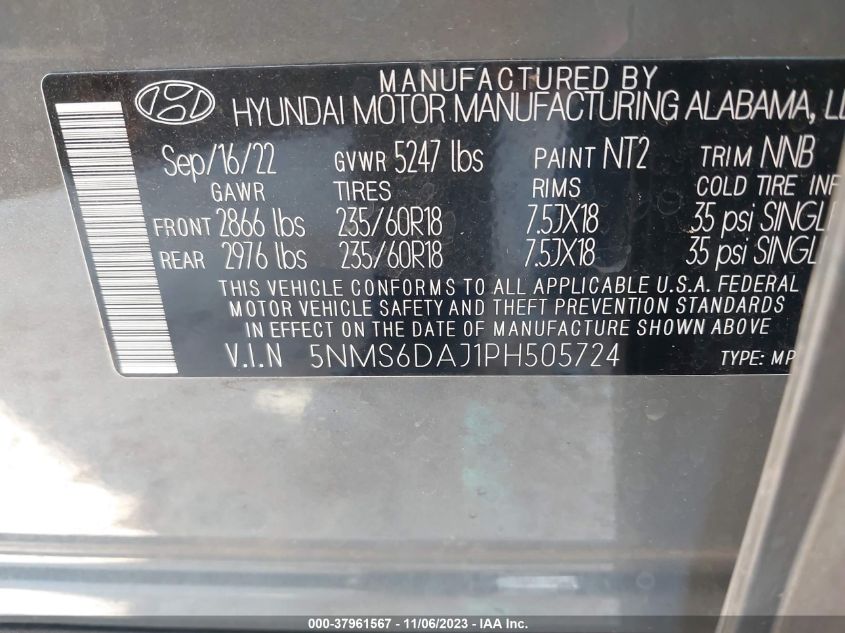 MANUFACTURED BY
HYUNDAI MOTOR MANUFACTURING ALABAMA, LL
Sep/16/22 GVWR 5247 lbs PAINT NT2 TRIM NNB
GAWR TIRES RIMS COLD TIRE INF
FRONT 2866 lbs 235/60R18 7.5JX18 35 psi SINGLE
REAR 2976 lbs 235/60R18 7.5JX18 35 psi SINGL
THIS VEHICLE CONFORMS TO ALL APPLICABLE U.S.A. FEDERAL
MOTOR VEHICLE SAFETY AND THEFT PREVENTION STANDARDS
IN EFFECT ON THE DATE OF MANUFACTURE SHOWN ABOVE
V.I.N 5NMS6DAJ1PH505724 TYPE: MP
000-37961567 - 11/06/2023 - IAA Inc.